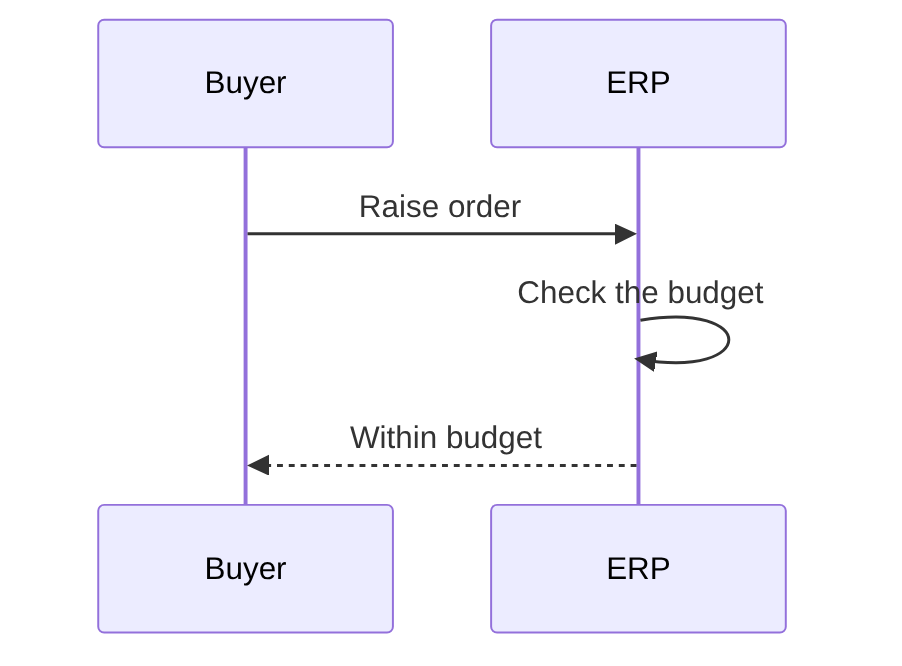 Buyer
ERP
Raise order
Check the budget
Within budget
Buyer
ERP